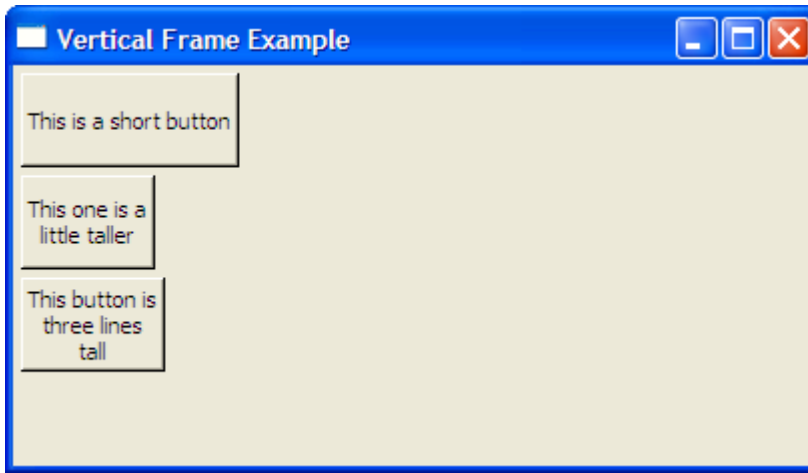 Vertical Frame Example
This is a short button
This one is a
little taller
This button is
three lines
tall